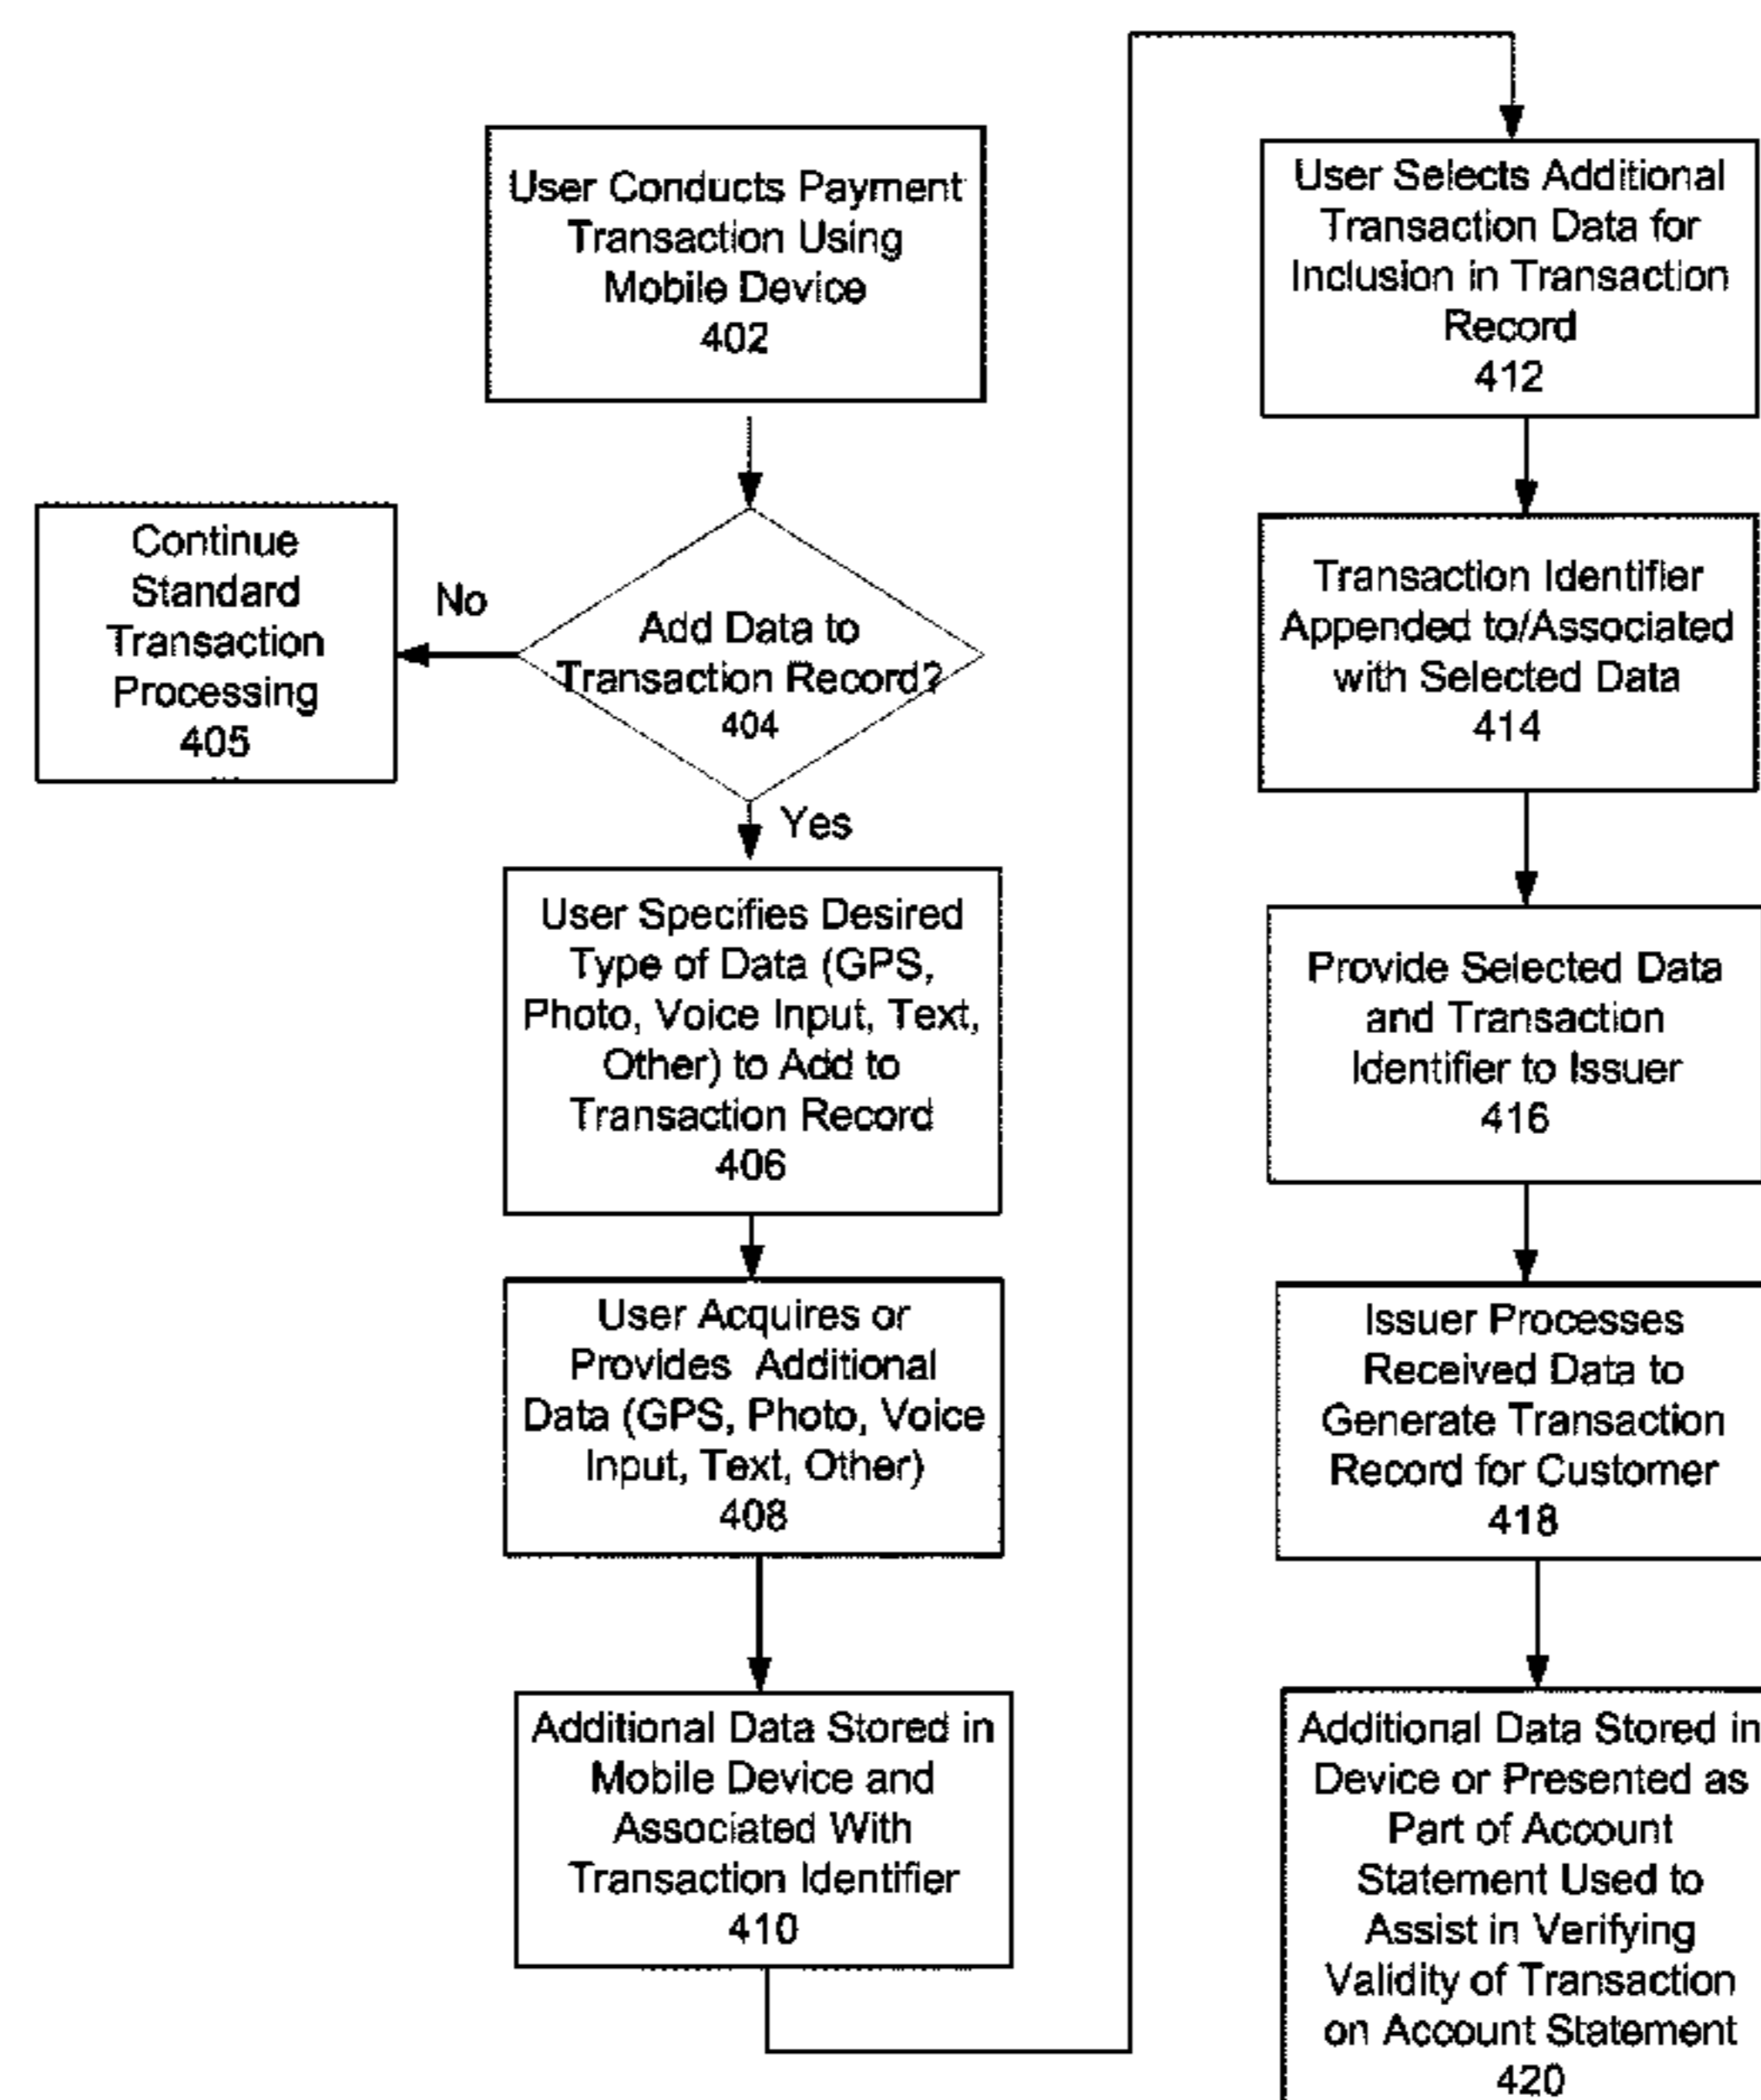 User Conducts Payment
Transaction Using
Mobile Device
402
Continue
Standard
Transaction
Processing
405
No
Add Data to
Transaction Record?
404
Yes
User Specifies Desired
Type of Data (GPS,
Photo, Voice Input, Text,
Other) to Add to
Transaction Record
406
User Acquires or
Provides Additional
Data (GPS, Photo, Voice
Input, Text, Other)
408
Additional Data Stored in
Mobile Device and
Associated With
Transaction Identifier
410
User Selects Additional
Transaction Data for
Inclusion in Transaction
Record
412
Transaction Identifier
Appended to/Associated
with Selected Data
414
Provide Selected Data
and Transaction
Identifier to Issuer
416
Issuer Processes
Received Data to
Generate Transaction
Record for Customer
418
Additional Data Stored in
Device or Presented as
Part of Account
Statement Used to
Assist in Verifying
Validity of Transaction
on Account Statement
420